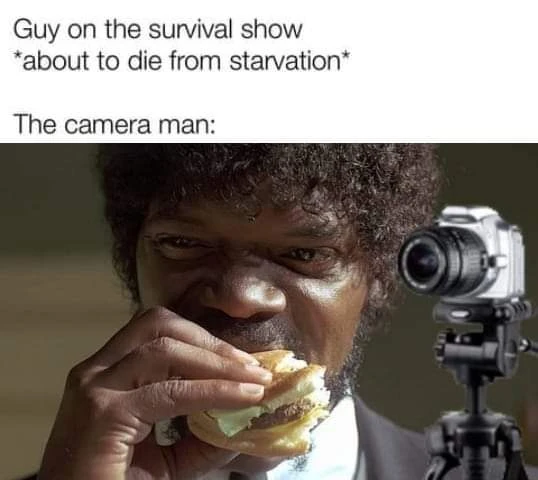 Guy on the survival show
*about to die from starvation*
The camera man: